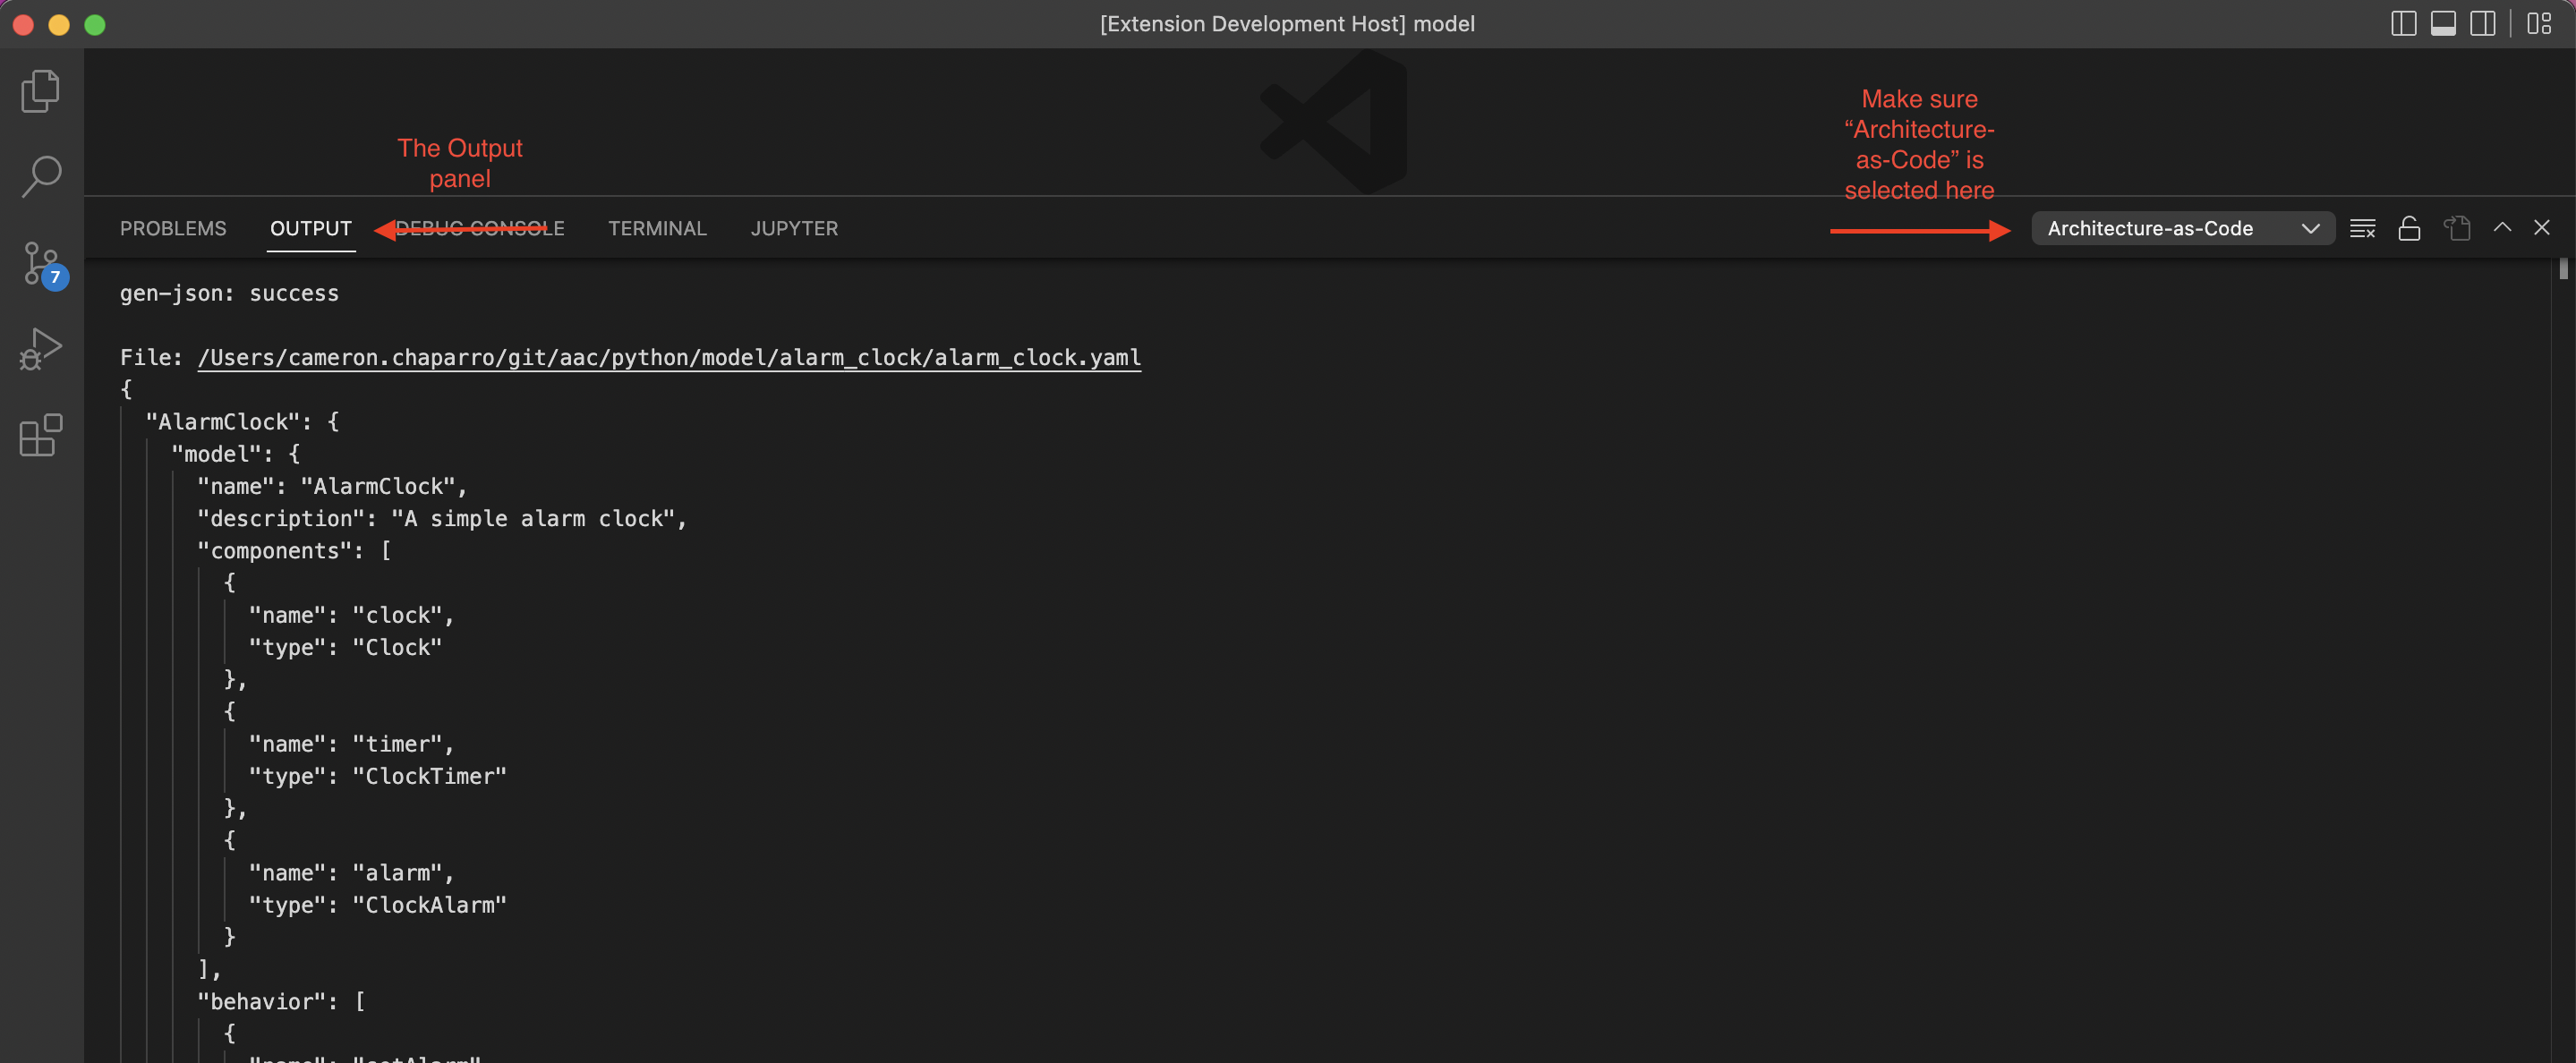 [Extension Development Host] model
The Output
panel
Make sure
“Architecture-
as-Code” is
selected here
PROBLEMS OUTPUT DEBUG CONSOLE TERMINAL JUPYTER Architecture-as-Code
7
gen-json: success
File: /Users/cameron.chaparro/git/aac/python/model/alarm_clock/alarm_clock.yaml
{
"AlarmClock": {
"model": {
"name": "AlarmClock",
"description": "A simple alarm clock",
"components": [
{
"name": "clock",
"type": "Clock"
},
{
"name": "timer",
"type": "ClockTimer"
},
{
"name": "alarm",
"type": "ClockAlarm"
}
],
"behavior": [
{